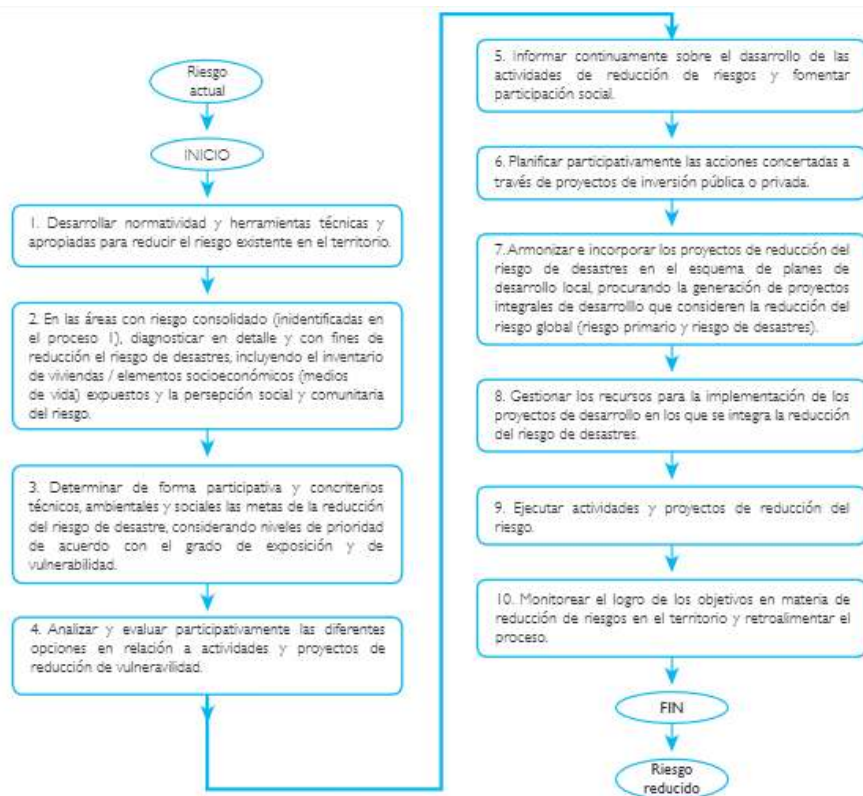 Riesgo
actual
INICIO
1. Desarrollar normatividad y herramientas técnicas y
apropiadas para reducir el riesgo existente en el territorio.
2. En las áreas con riesgo consolidado (inidentificadas en
el proceso 1), diagnosticar en detalle y con fines de
reducción el riesgo de desastres, incluyendo el inventario
de viviendas / elementos socioeconómicos (medios
de vida) expuestos y la persepción social y comunitaria
del riesgo.
3. Determinar de forma participativa y concriterios
técnicos, ambientales y sociales las metas de la reducción
del riesgo de desastre, considerando niveles de prioridad
de acuerdo con el grado de exposición y de
vulnerabilidad.
4. Analizar y evaluar participativamente las diferentes
opciones en relación a actividades y proyectos de
reducción de vulneravilidad.
5. Informar continuamente sobre el dasarrollo de las
actividades de reducción de riesgos y fomentar
participación social.
6. Planificar participativamente las acciones concertadas a
través de proyectos de inversión pública o privada.
7. Armonizar e incorporar los proyectos de reducción del
riesgo de desastres en el esquema de planes de
desarrollo local, procurando la generación de proyectos
integrales de desarrolllo que consideren la reducción del
riesgo global (riesgo primario y riesgo de desastres).
8. Gestionar los recursos para la implementación de los
proyectos de desarrollo en los que se integra la reducción
del riesgo de desastres.
9. Ejecutar actividades y proyectos de reducción del
riesgo.
10. Monitorear el logro de los objetivos en materia de
reducción de riesgos en el territorio y retroalimentar el
proceso.
FIN
Riesgo
reducido